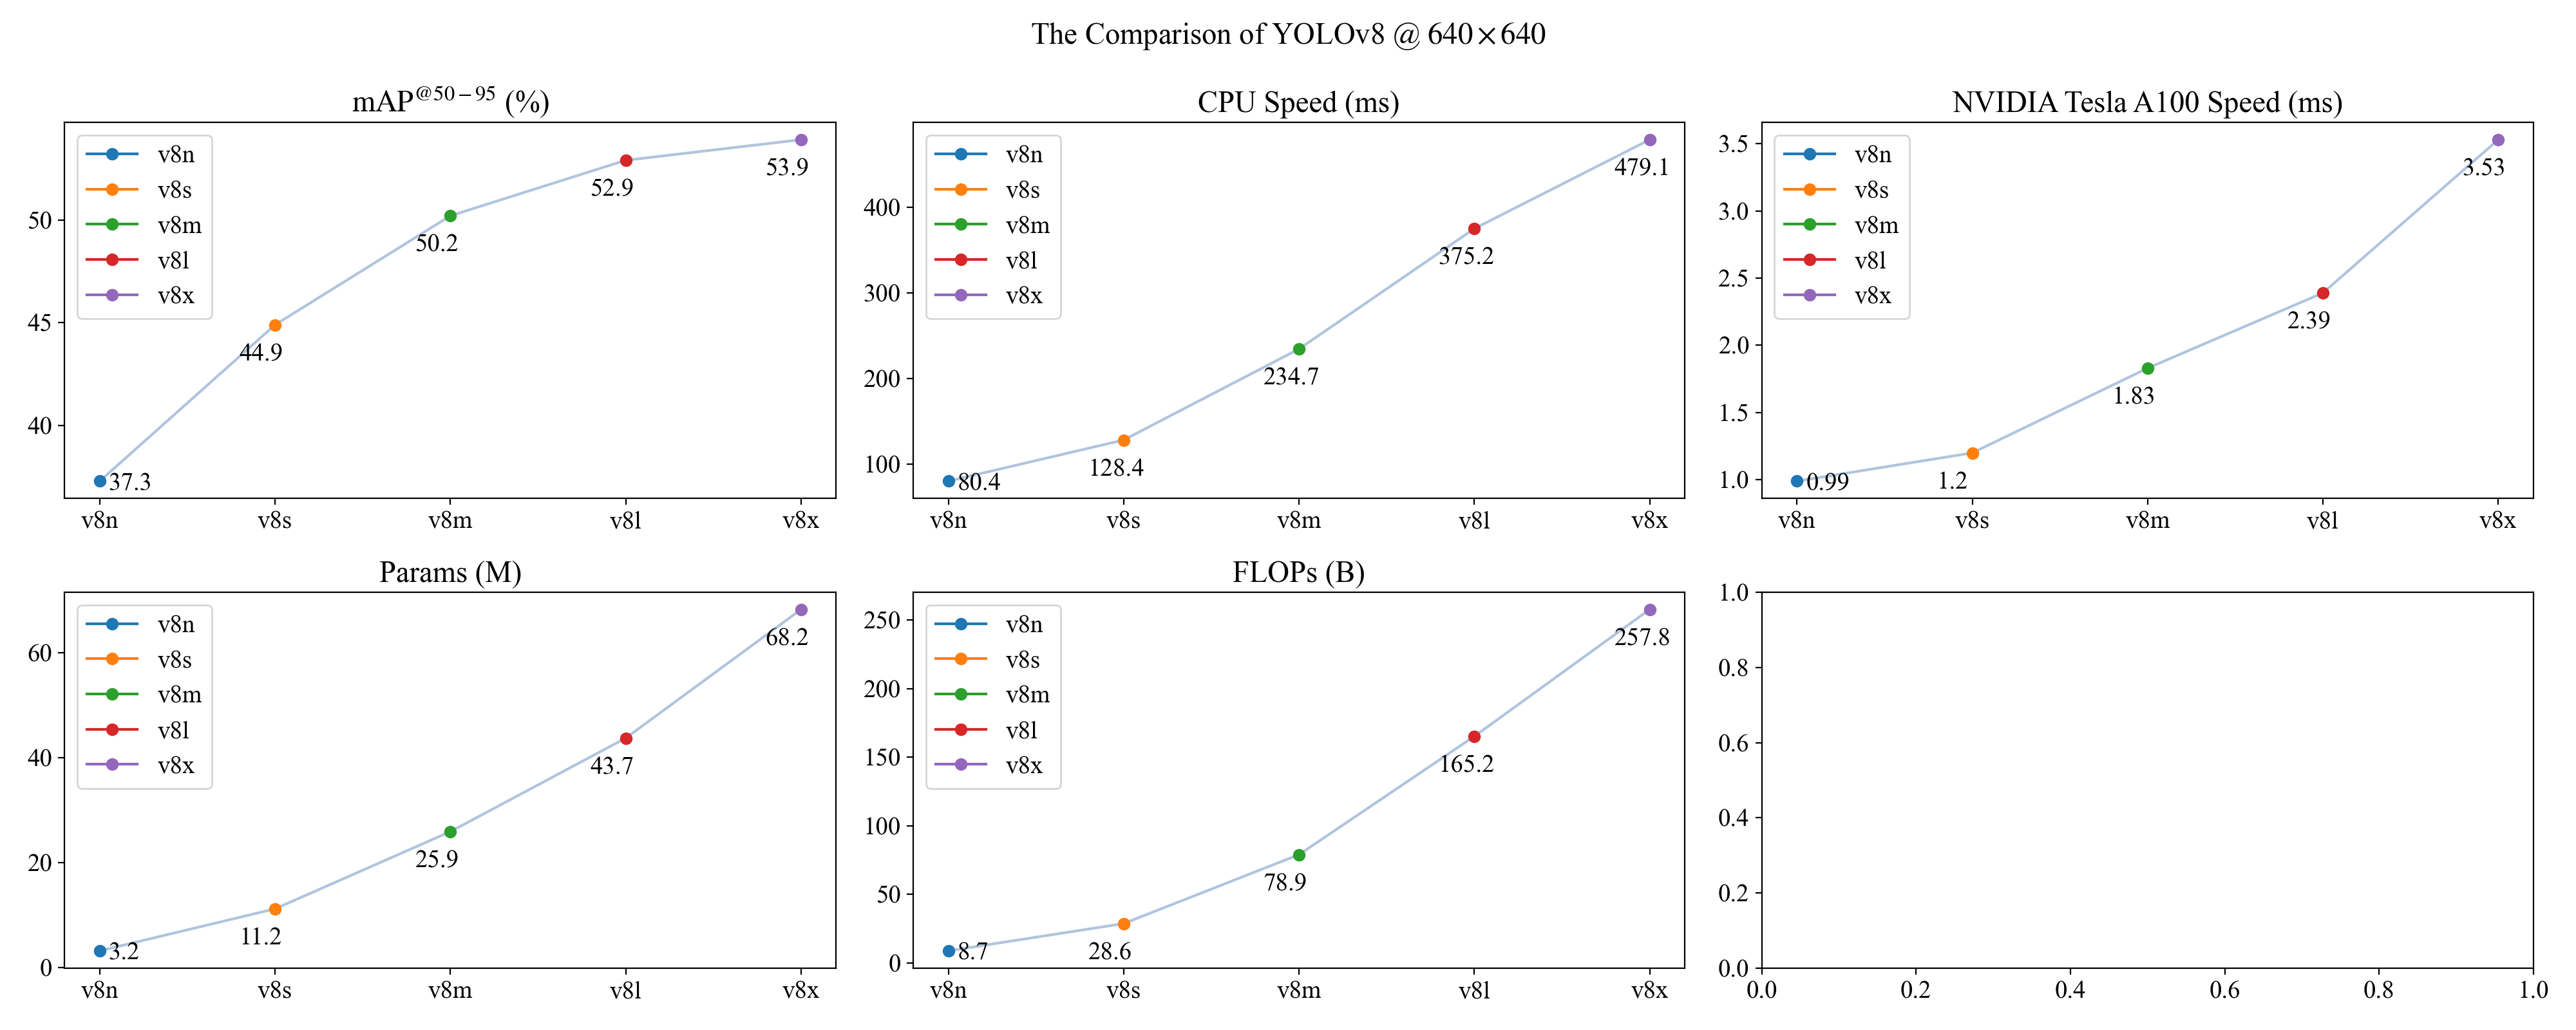 The Comparison of YOLOv8 @ 640×640
mAP@50−95 (%)
v8n
v8s
v8m
v8l
v8x
50
45
40
37.3
44.9
50.2
52.9
53.9
v8n v8s v8m v8l v8x
CPU Speed (ms)
v8n
v8s
v8m
v8l
v8x
400
300
200
100
80.4
128.4
234.7
375.2
479.1
v8n v8s v8m v8l v8x
NVIDIA Tesla A100 Speed (ms)
v8n
v8s
v8m
v8l
v8x
3.5
3.0
2.5
2.0
1.5
1.0
0.99
1.2
1.83
2.39
3.53
v8n v8s v8m v8l v8x
Params (M)
v8n
v8s
v8m
v8l
v8x
60
40
20
0
3.2
11.2
25.9
43.7
68.2
v8n v8s v8m v8l v8x
FLOPs (B)
v8n
v8s
v8m
v8l
v8x
250
200
150
100
50
0
8.7
28.6
78.9
165.2
257.8
v8n v8s v8m v8l v8x
1.0
0.8
0.6
0.4
0.2
0.0
0.0 0.2 0.4 0.6 0.8 1.0